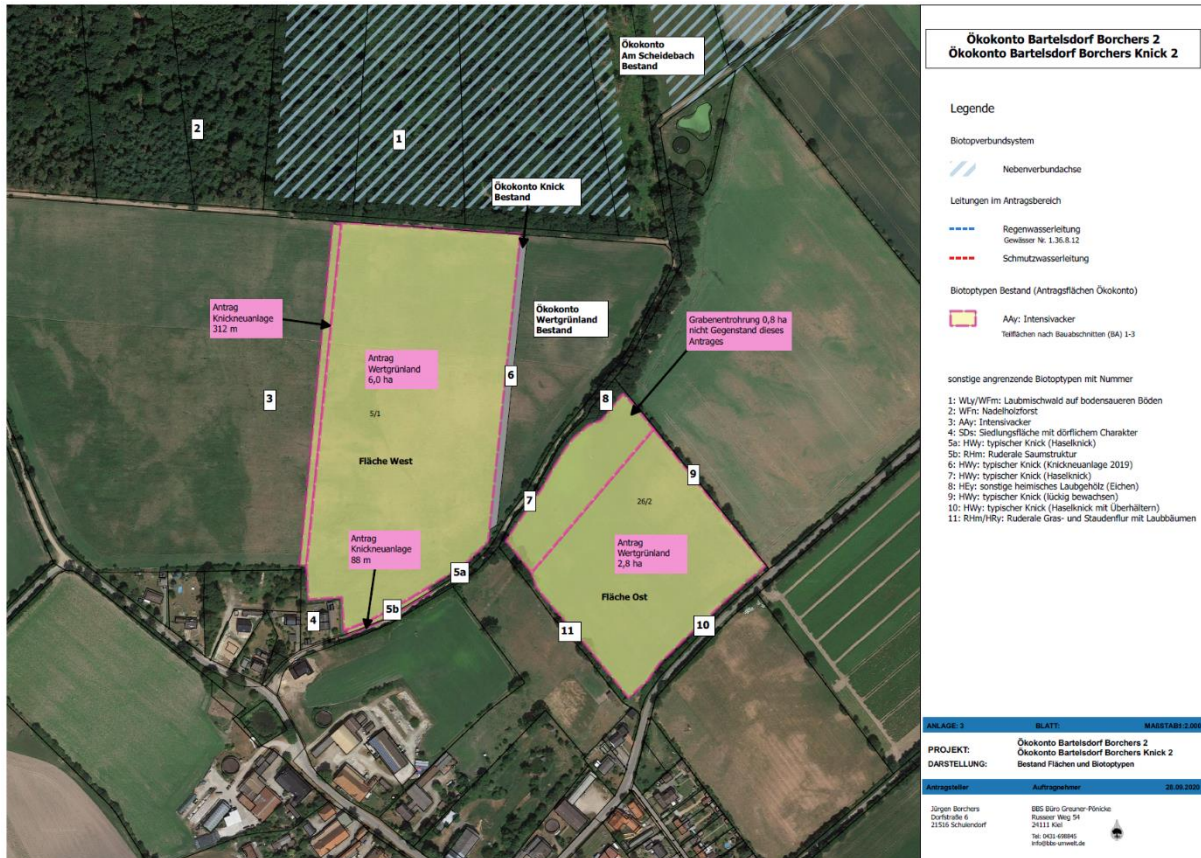 Ökokonto
Am Scheidebach
Bestand
2
1
Ökokonto Knick
Bestand
Antrag
Knickneuanlage
312 m
Ökokonto
Wertgrünland
Bestand
Grabenentrohrung 0,8 ha
nicht Gegenstand dieses
Antrages
Antrag
Wertgrünland
6,0 ha
6
3
8
5/1
Fläche West
9
7
26/2
Antrag
Knickneuanlage
88 m
Antrag
Wertgrünland
2,8 ha
5a
Fläche Ost
5b
4
11
10
Ökokonto Bartelsdorf Borchers 2
Ökokonto Bartelsdorf Borchers Knick 2
Legende
Biotopverbundsystem
Nebenverbundachse
Leitungen im Antragsbereich
Regenwasserleitung
Gewässer Nr. 1.36.8.12
Schmutzwasserleitung
Biotoptypen Bestand (Antragsflächen Ökokonto)
AAy: Intensivacker
Teilflächen nach Bauabschnitten (BA) 1-3
sonstige angrenzende Biotoptypen mit Nummer
1: WLy/WFm: Laubmischwald auf bodensaueren Böden
2: WFn: Nadelholzforst
3: AAy: Intensivacker
4: SDs: Siedlungsfläche mit dörflichem Charakter
5a: HWy: typischer Knick (Haselknick)
5b: RHm: Ruderale Saumstruktur
6: HWy: typischer Knick (Knickneuanlage 2019)
7: HWy: typischer Knick (Haselknick)
8: HEy: sonstige heimisches Laubgehölz (Eichen)
9: HWy: typischer Knick (lückig bewachsen)
10: HWy: typischer Knick (Haselknick mit Überhältern)
11: RHm/HRy: Ruderale Gras- und Staudenflur mit Laubbäumen
ANLAGE: 3 BLATT: MAßSTAB1:2.000
PROJEKT: Ökokonto Bartelsdorf Borchers 2
Ökokonto Bartelsdorf Borchers Knick 2
DARSTELLUNG: Bestand Flächen und Biotoptypen
Antragsteller Auftragnehmer 28.09.2020
Jürgen Borchers
Dorfstraße 6
21516 Schulendorf
BBS Büro Greuner-Pönicke
Russeer Weg 54
24111 Kiel
Tel: 0431-698845
info@bbs-umwelt.de